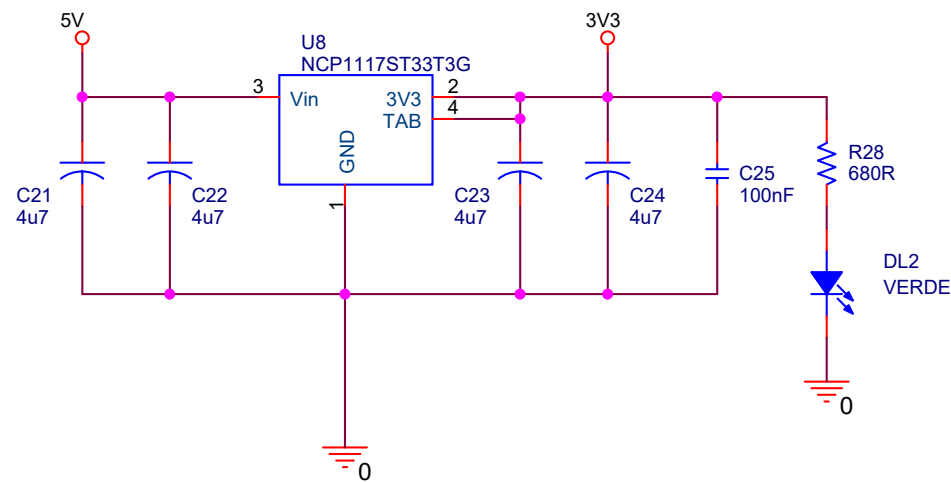 5V
3V3
U8
NCP1117ST33T3G
3
Vin
3V3
2
TAB
4
GND
1
C21
4u7
C22
4u7
C23
4u7
C24
4u7
C25
100nF
R28
680R
DL2
VERDE
0
0